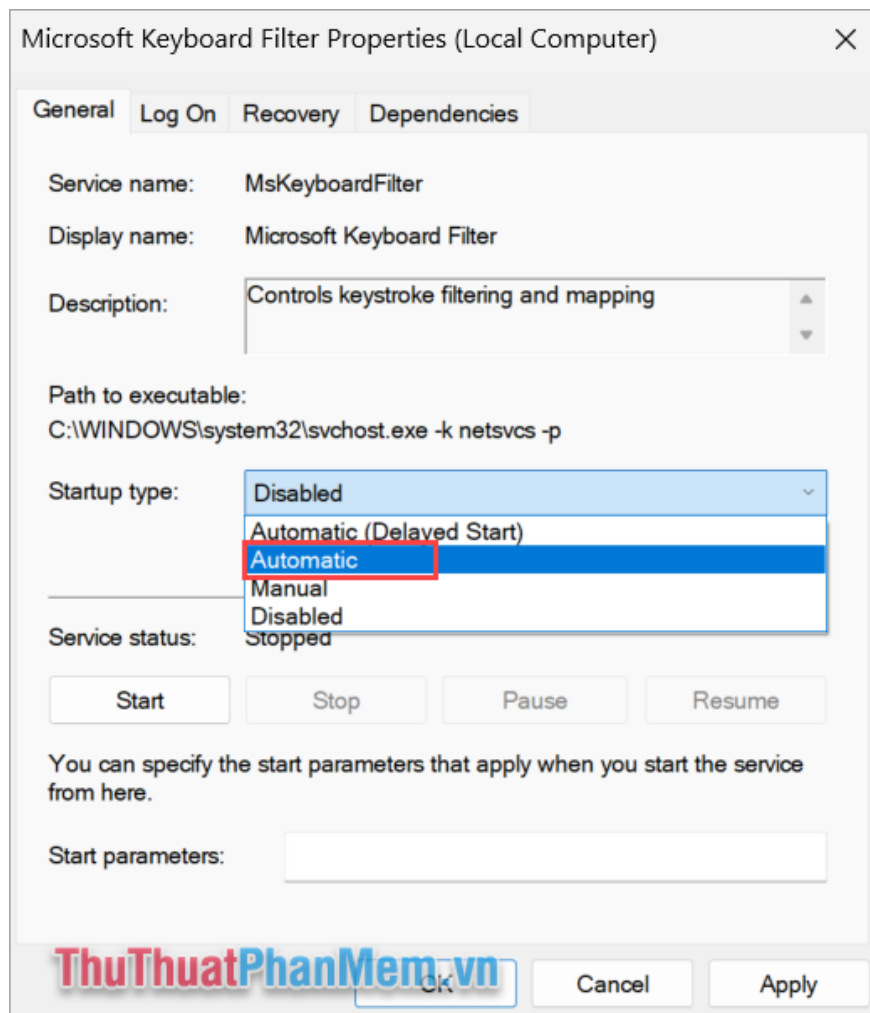 Microsoft Keyboard Filter Properties (Local Computer)
General Log On Recovery Dependencies
Service name: MsKeyboardFilter
Display name: Microsoft Keyboard Filter
Description: Controls keystroke filtering and mapping
Path to executable:
C:\WINDOWS\system32\svchost.exe -k netsvcs -p
Startup type: Disabled
Automatic (Delayed Start)
Automatic
Manual
Disabled
Service status: Stopped
Start Stop Pause Resume
You can specify the start parameters that apply when you start the service
from here.
Start parameters:
ThuThuatPhanMem.vn
OK Cancel Apply